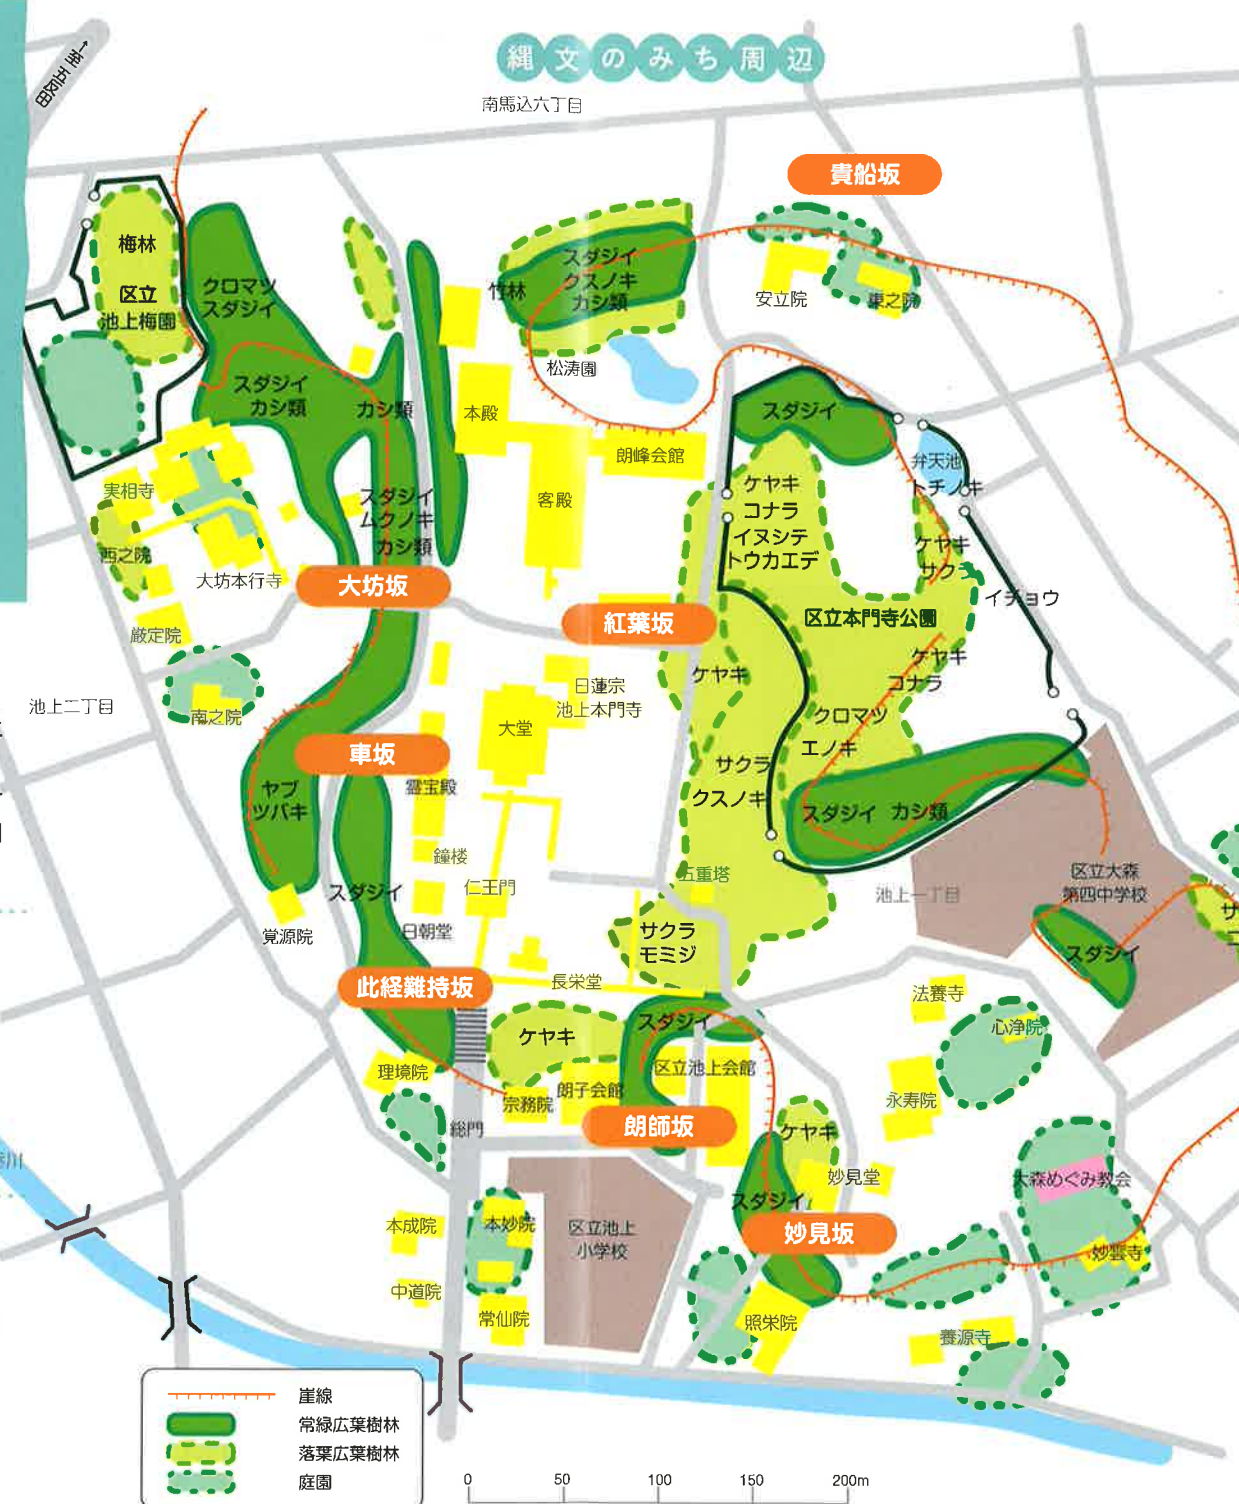 縄文のみち周辺
→至五反田
南馬込六丁目
貴船坂
梅林
区立
池上梅園
クロマツ
スダジイ
スダジイ
クスノキ
カシ類
竹林
松涛園
安立院
東之院
スダジイ
カシ類
カシ類
本殿
朗峰会館
客殿
スダジイ
弁天池
トチノキ
ケヤキ
コナラ
イヌシデ
トウカエデ
ケヤキ
サク
イチョウ
実相寺
西之院
大坊本行寺
厳定院
スダジイ
ムクノキ
カシ類
大坊坂
紅葉坂
区立本門寺公園
ケヤキ
コナラ
ケヤキ
池上二丁目
南之院
日蓮宗
池上本門寺
大堂
クロマツ
エノキ
車坂
霊宝殿
サクラ
クスノキ
ヤブ
ツバキ
スダジイ カシ類
鐘楼
仁王門
五重塔
池上一丁目
区立大森
第四中学校
スダジイ
覚源院
日朝堂
サクラ
モミジ
サ
スダジイ
此経難持坂
長栄堂
法養寺
心浄院
ケヤキ
スダジイ
理境院
宗務院
朗子会館
区立池上会館
永寿院
総門
朗師坂
ケヤキ
妙見堂
大森めぐみ教会
スダジイ
妙見坂
本成院
本妙院
区立池上
小学校
妙雲寺
中道院
常仙院
照栄院
養源寺
川
崖線
常緑広葉樹林
落葉広葉樹林
庭園
0 50 100 150 200m